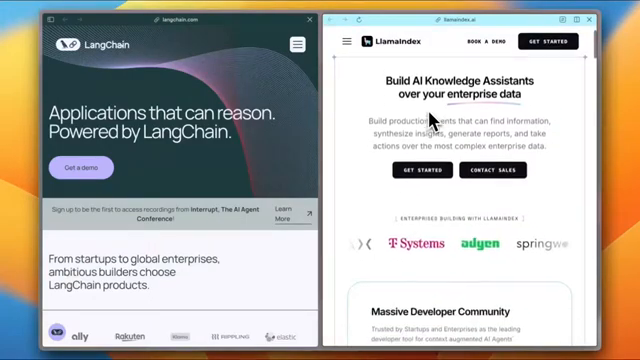 langchain.com
LangChain
Applications that can reason.
Powered by LangChain.
Get a demo
Sign up to be the first to access recordings from Interrupt, The AI Agent
Conference!
Learn
More
From startups to global enterprises,
ambitious builders choose
LangChain products.
ally
Rakuten
Klarna
RIPPLING
elastic
llamaindex.ai
LlamaIndex
BOOK A DEMO
GET STARTED
Build AI Knowledge Assistants
over your enterprise data
Build production agents that can find information,
synthesize insights, generate reports, and take
actions over the most complex enterprise data.
GET STARTED
CONTACT SALES
ENTERPRISES BUILDING WITH LLAMAINDEX
T Systems
adyen
springwe
Massive Developer Community
Trusted by Startups and Enterprises as the leading
developer tool for context augmented AI Agents